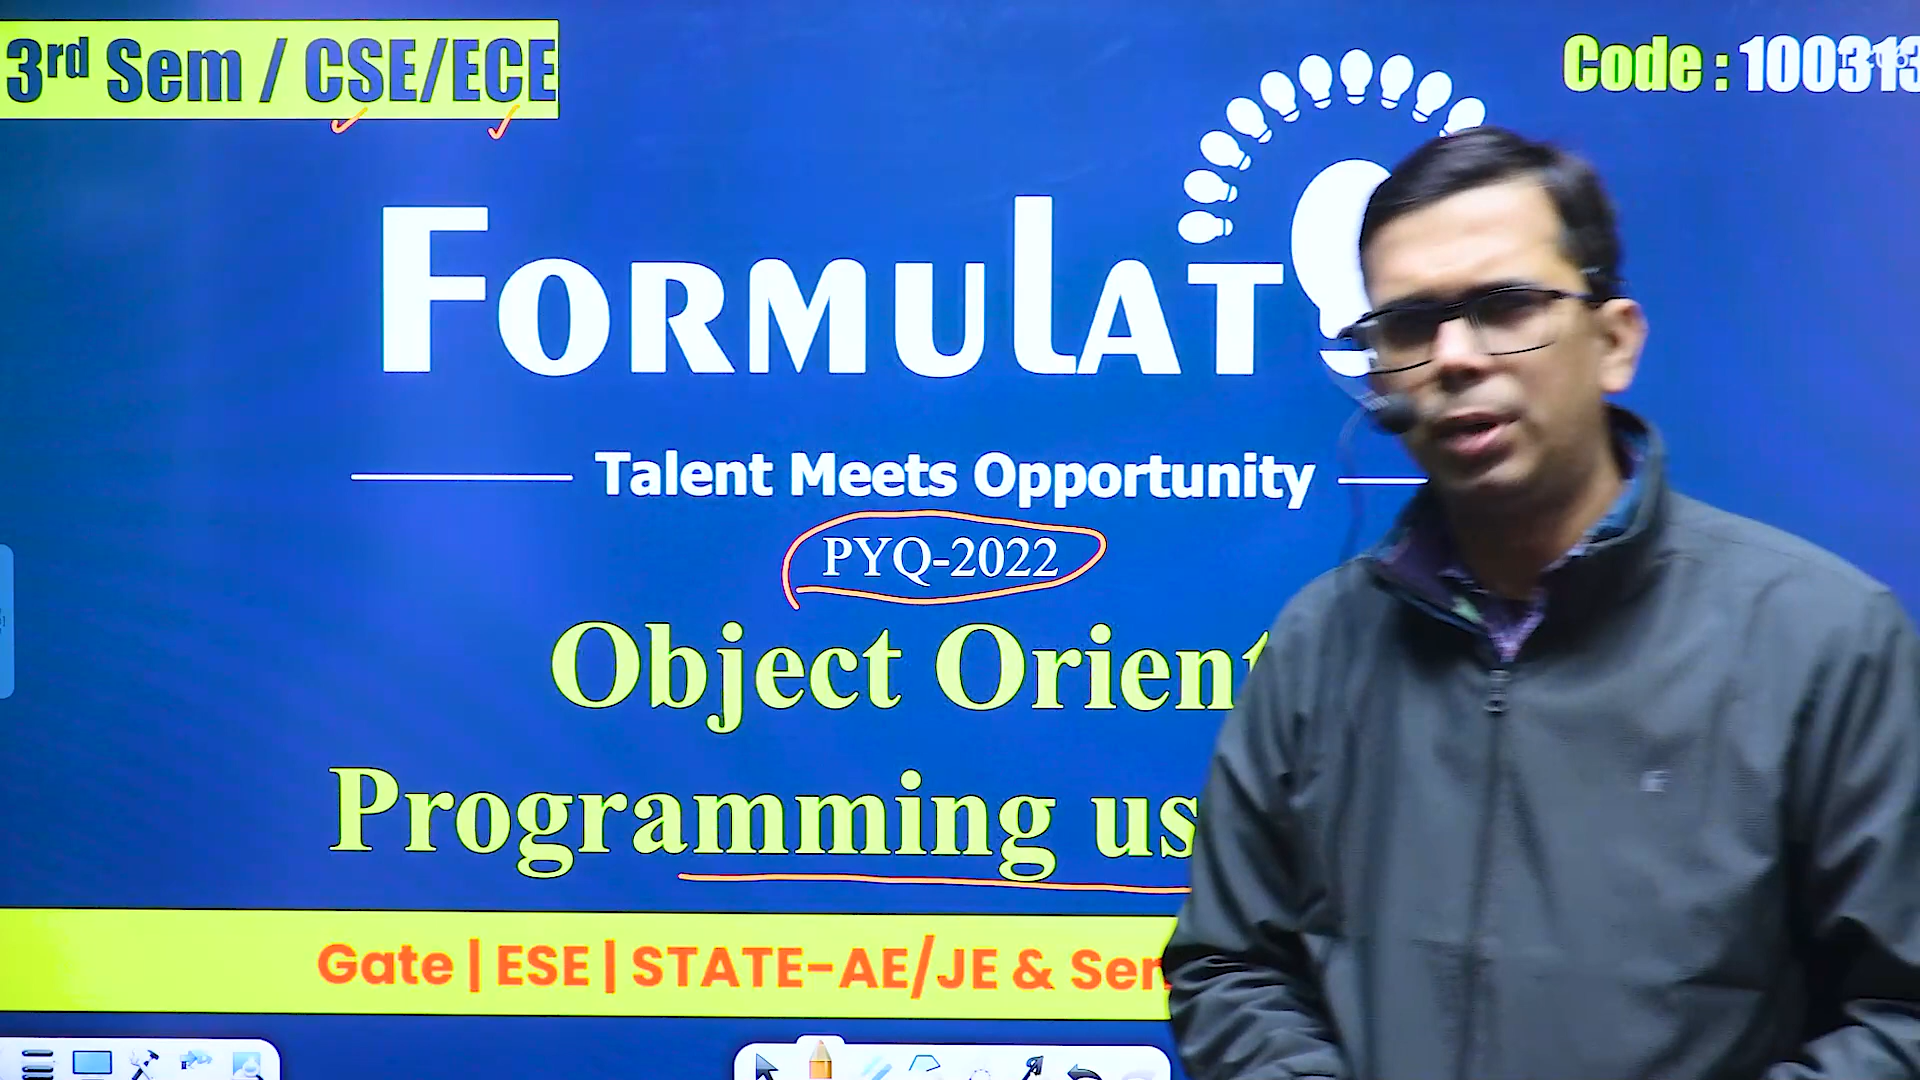 3rd Sem / CSE/ECE
Code : 100313
FORMULAT
Talent Meets Opportunity
PYQ-2022
Object Orient
Programming us
Gate | ESE | STATE-AE/JE & Sem